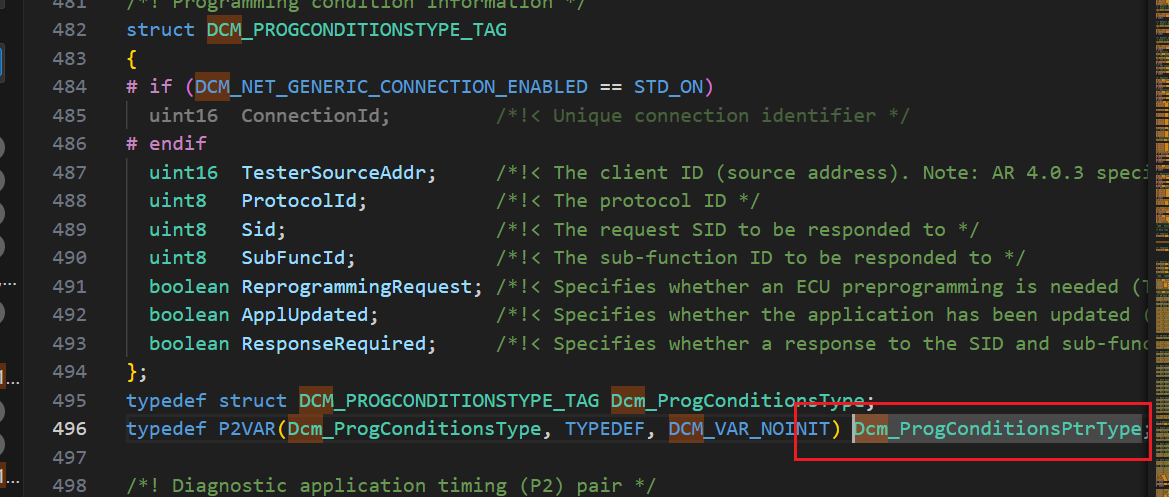 481 /*! Programming condition information */
482 struct DCM_PROGCONDITIONSTYPE_TAG
483 {
484 # if (DCM_NET_GENERIC_CONNECTION_ENABLED == STD_ON)
485 uint16 ConnectionId; /*!< Unique connection identifier */
486 # endif
487 uint16 TesterSourceAddr; /*!< The client ID (source address). Note: AR 4.0.3 speci
488 uint8 ProtocolId; /*!< The protocol ID */
489 uint8 Sid; /*!< The request SID to be responded to */
490 uint8 SubFuncId; /*!< The sub-function ID to be responded to */
491 boolean ReprogrammingRequest; /*!< Specifies whether an ECU preprogramming is needed (T
492 boolean ApplUpdated; /*!< Specifies whether the application has been updated (
493 boolean ResponseRequired; /*!< Specifies whether a response to the SID and sub-func
494 };
495 typedef struct DCM_PROGCONDITIONSTYPE_TAG Dcm_ProgConditionsType;
496 typedef P2VAR(Dcm_ProgConditionsType, TYPEDEF, DCM_VAR_NOINIT) Dcm_ProgConditionsPtrType;
497
498 /*! Diagnostic application timing (P2) pair */